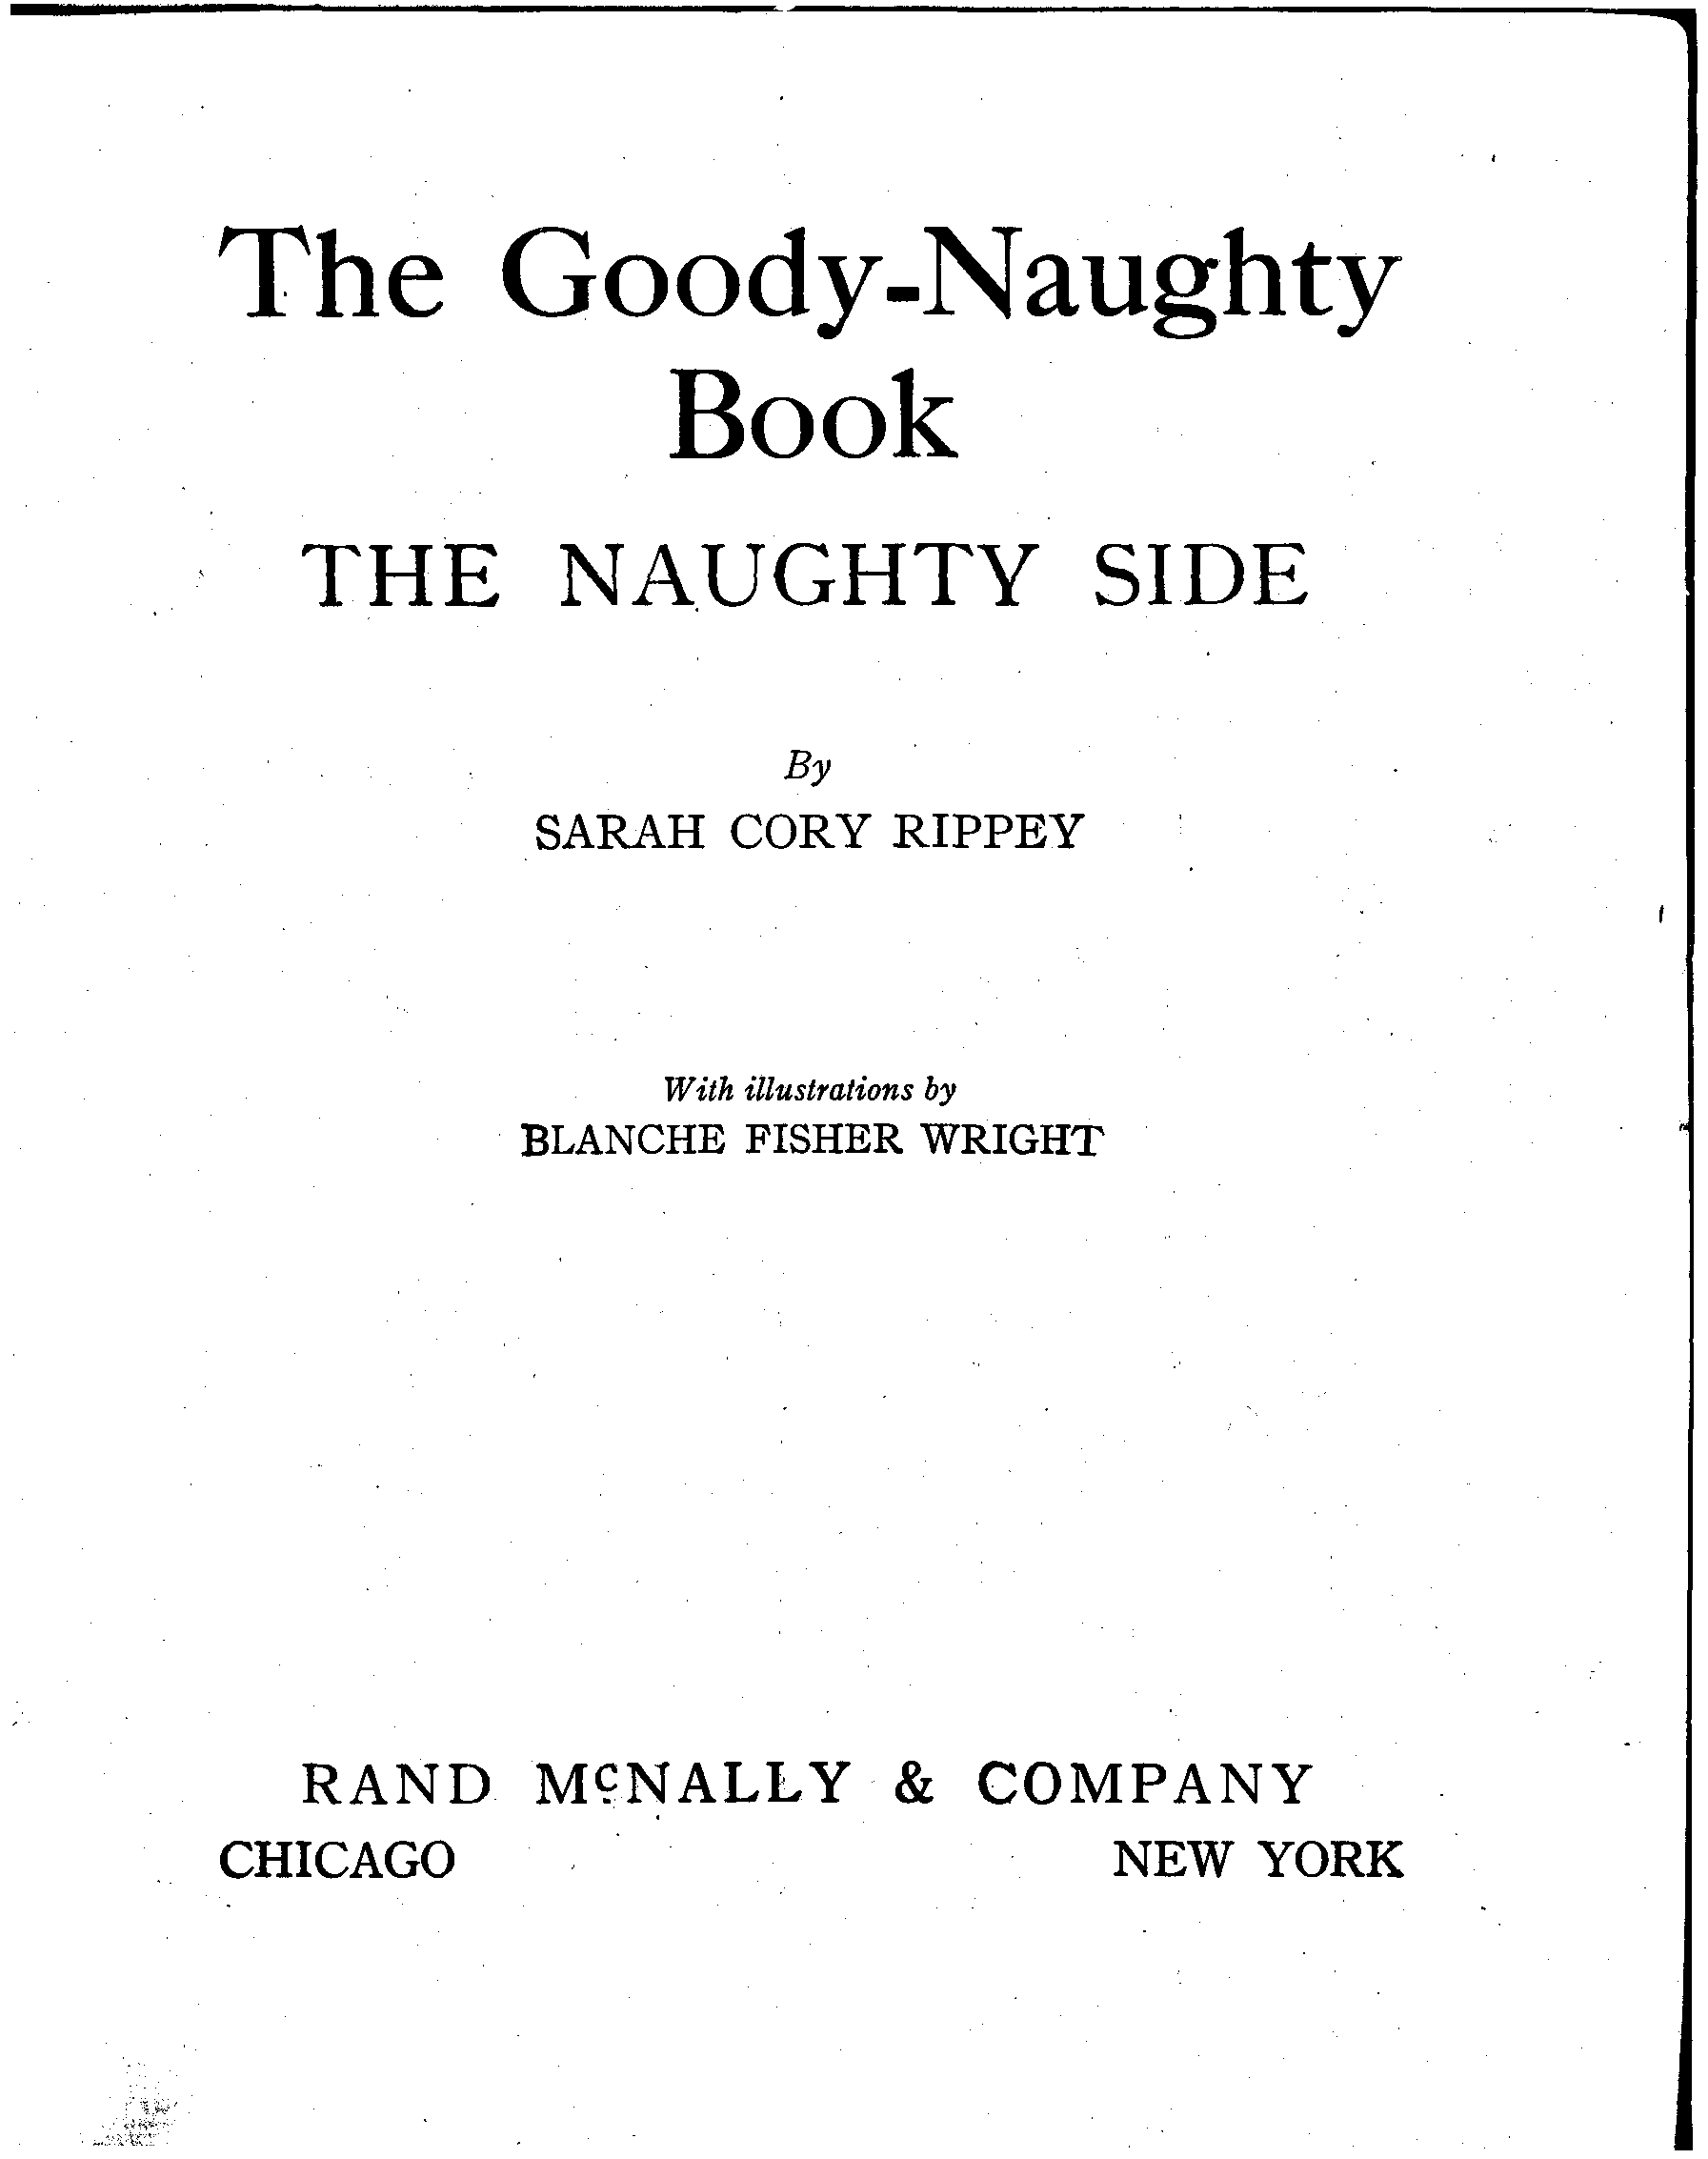 The Goody-Naughty
Book
THE NAUGHTY SIDE
By
SARAH CORY RIPPEY
With illustrations by
BLANCHE FISHER WRIGHT
RAND McNALLY & COMPANY
CHICAGO NEW YORK